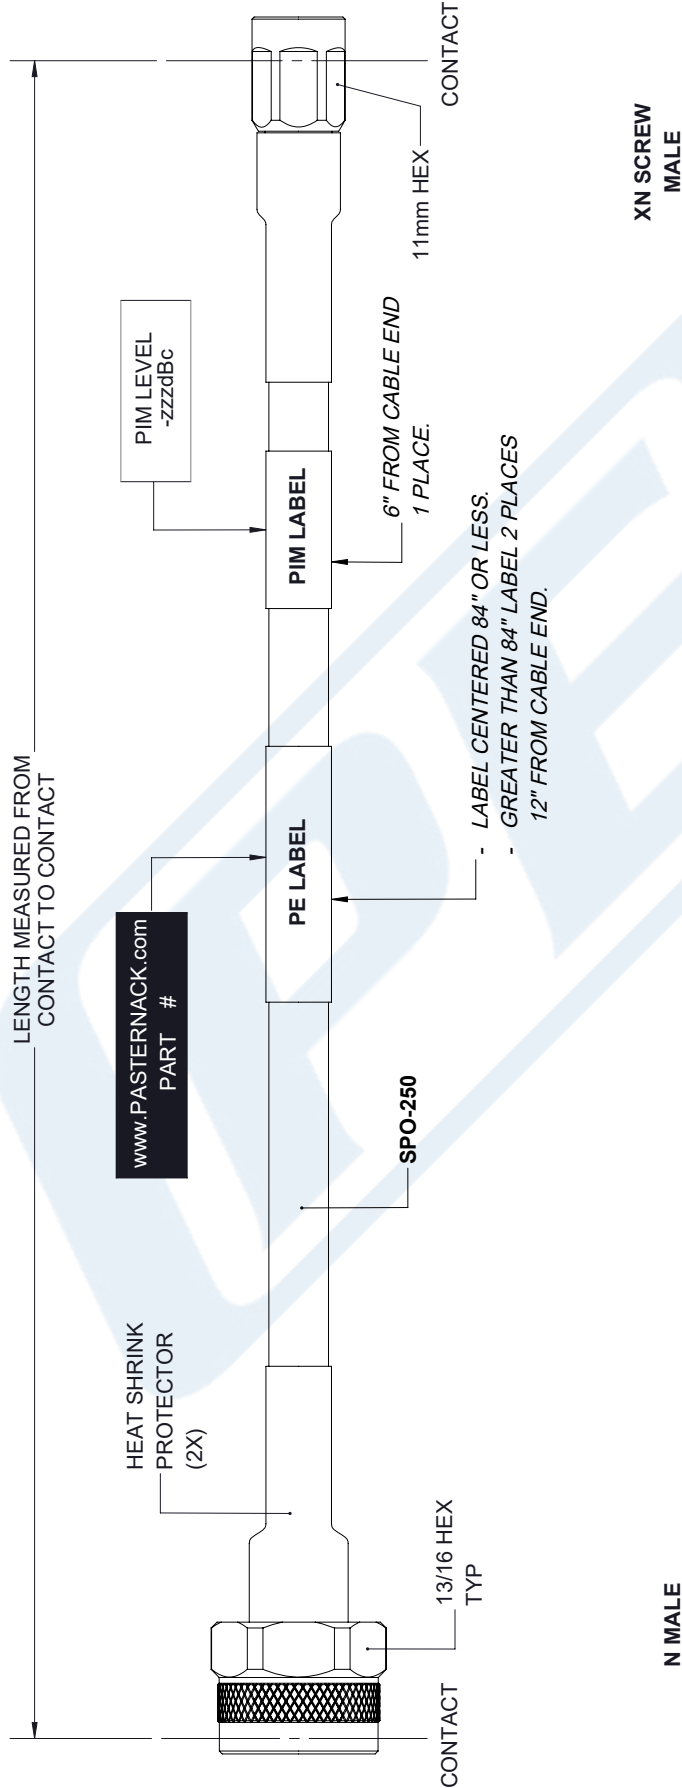 LENGTH MEASURED FROM
CONTACT TO CONTACT
www.PASTERNACK.com
PART #
PIM LEVEL
-zzzdBc
HEAT SHRINK
PROTECTOR
(2X)
PE LABEL
PIM LABEL
CONTACT
13/16 HEX
TYP
SPO-250
- LABEL CENTERED 84" OR LESS.
- GREATER THAN 84" LABEL 2 PLACES
12" FROM CABLE END.
6" FROM CABLE END
1 PLACE.
11mm HEX
CONTACT
N MALE
XN SCREW
MALE